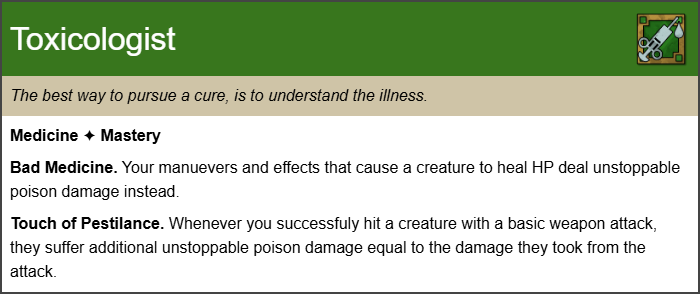 Toxicologist
The best way to pursue a cure, is to understand the illness.
Medicine ✦ Mastery
Bad Medicine. Your manuevers and effects that cause a creature to heal HP deal unstoppable
poison damage instead.
Touch of Pestilance. Whenever you successfuly hit a creature with a basic weapon attack,
they suffer additional unstoppable poison damage equal to the damage they took from the
attack.